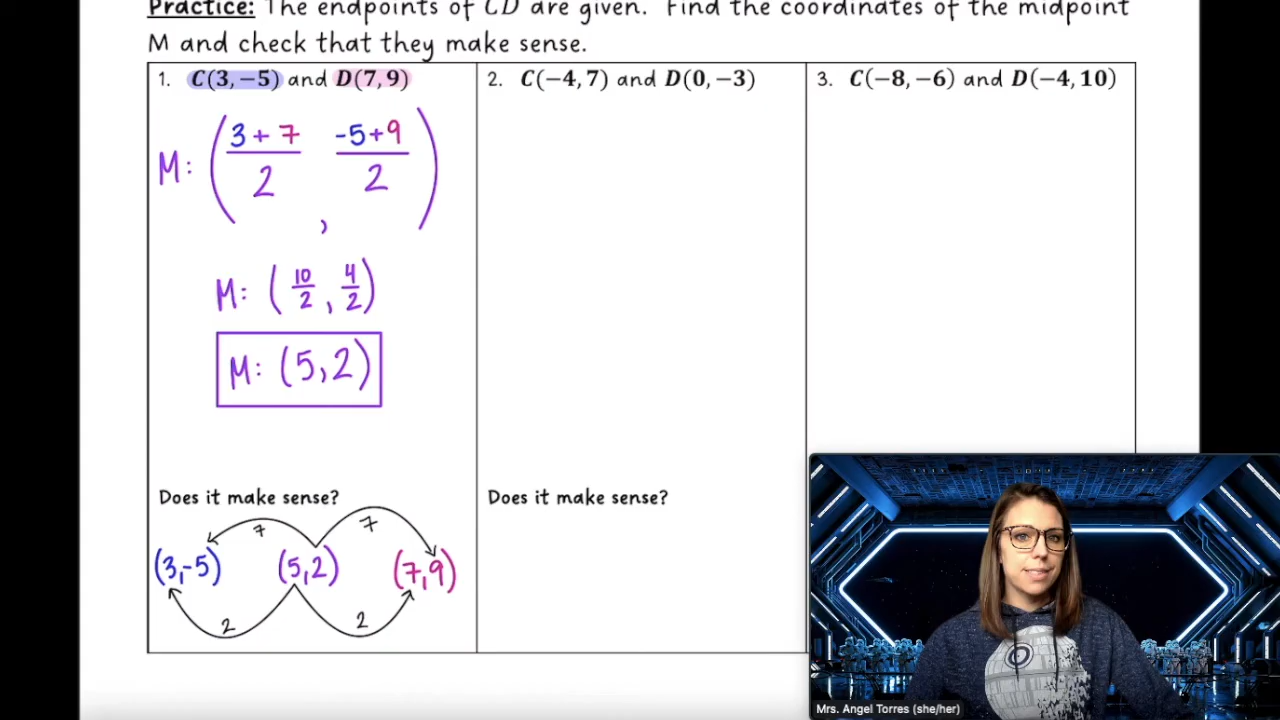 Practice: The endpoints of CD are given. Find the coordinates of the midpoint
M and check that they make sense.
1. C(3, −5) and D(7, 9)
M: (3 + 7 / 2 , -5 + 9 / 2)
M: (10/2 , 4/2)
M: (5, 2)
Does it make sense?
7 7
(3, -5) (5, 2) (7, 9)
2 2
2. C(−4, 7) and D(0, −3)
Does it make sense?
3. C(−8, −6) and D(−4, 10)
Mrs. Angel Torres (she/her)